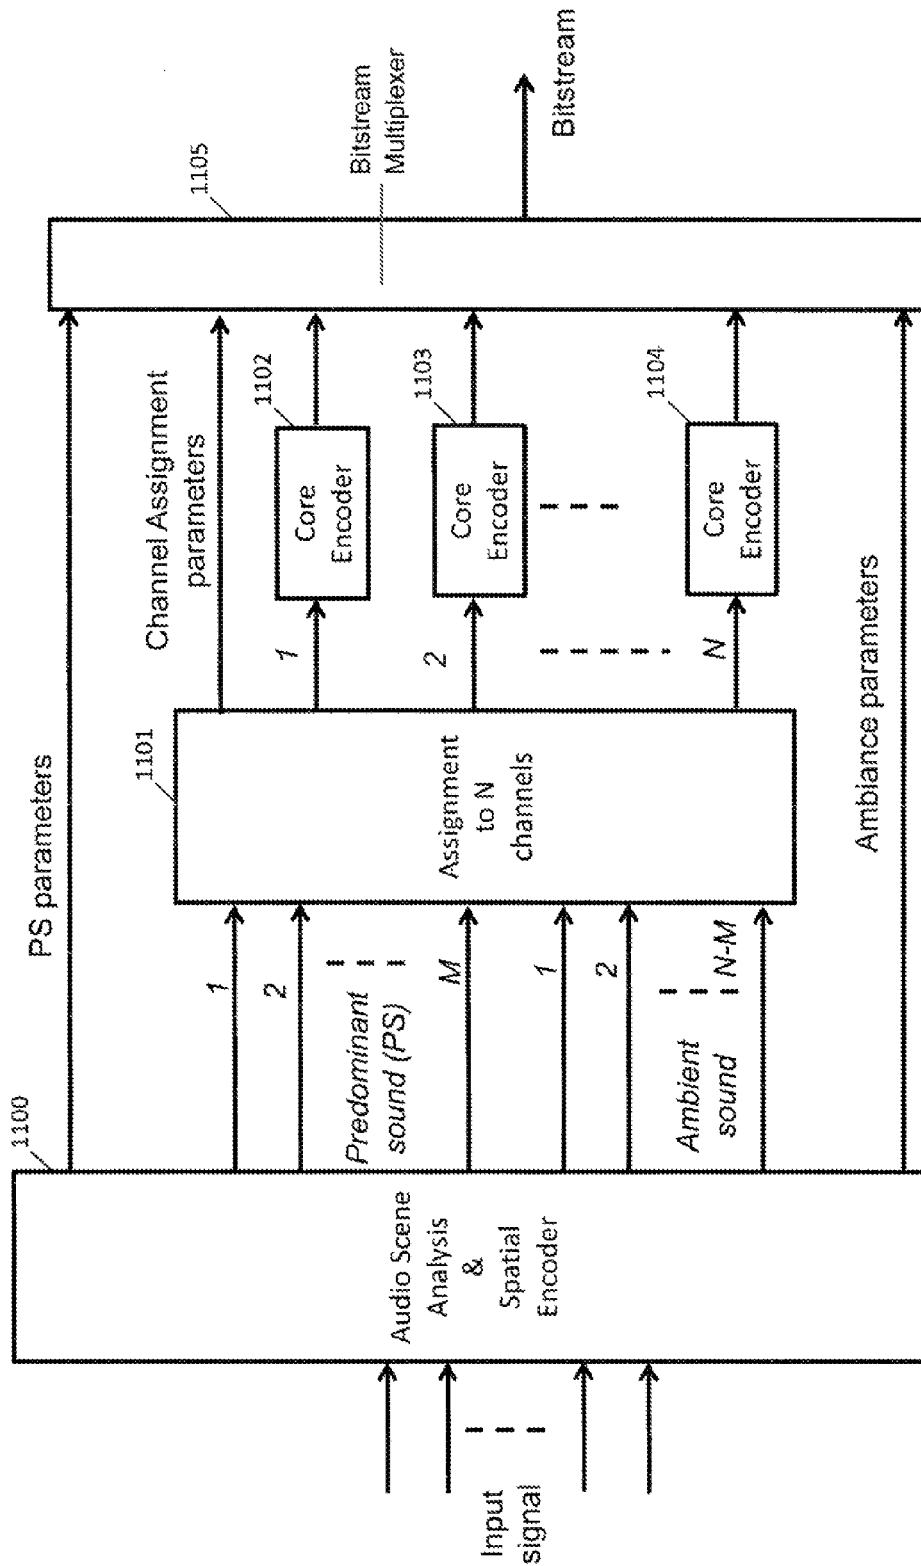 1100
PS parameters
1101
Channel Assignment
parameters
1102
1103
1104
1105
Input
signal
Audio Scene
Analysis
&
Spatial
Encoder
1
2
Predominant
sound (PS)
M
1
2
Ambient
sound
N-M
Assignment
to N
channels
1
2
N
Core
Encoder
Core
Encoder
Core
Encoder
Bitstream
Multiplexer
Bitstream
Ambiance parameters